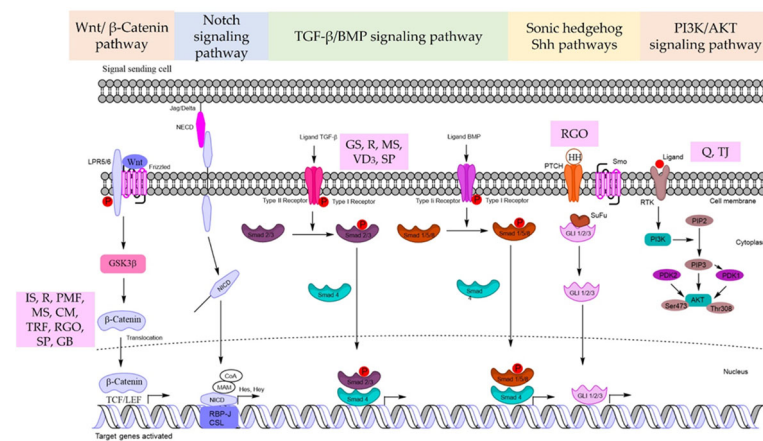 Wnt/ β-Catenin
pathway
Notch
signaling
pathway
TGF-β/BMP signaling pathway
Sonic hedgehog
Shh pathways
PI3K/AKT
signaling pathway
Signal sending cell
Jag/Delta
NECD
LPR5/6
Wnt
Frizzled
P
Ligand TGF-β
GS, R, MS,
VD3, SP
Type II Receptor
P
Type I Receptor
Ligand BMP
Type Ii Receptor
P
Type I Receptor
RGO
HH
PTCH
Smo
Ligand
Q, TJ
RTK
Cell membrane
GSK3β
Smad 2/3
P
Smad 2/3
Smad 1/5/8
P
Smad 1/5/8
SuFu
GLI 1/2/3
PI3K
PIP2
Cytoplas
PIP3
PDK2
PDK1
AKT
Ser473
Thr308
IS, R, PMF,
MS, CM,
TRF, RGO,
SP, GB
β-Catenin
Translocation
NICD
Smad 4
Smad
4
GLI 1/2/3
Nucleus
β-Catenin
TCF/LEF
CoA
MAM
Hes, Hey
NICD
RBP-J
CSL
P
Smad 2/3
Smad 4
P
Smad 1/5/8
Smad 4
GLI 1/2/3
Target genes activated